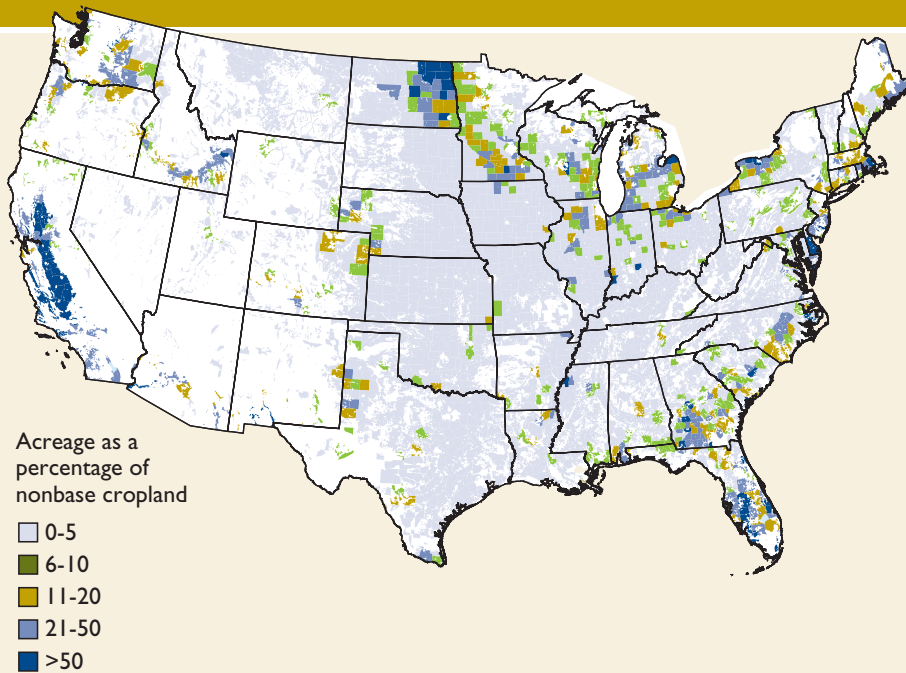 Acreage as a
percentage of
nonbase cropland
0-5
6-10
11-20
21-50
>50